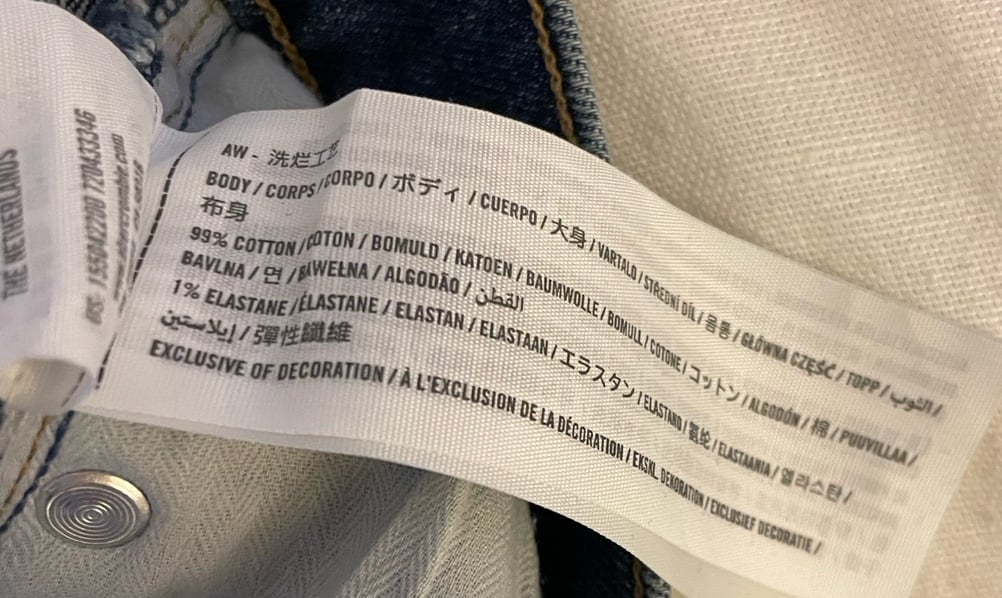 AW - 洗烂工艺
BODY / CORPS / CORPO / ボディ / CUERPO / 大身 / VARTALO / STŘEDNÍ DÍL / 몸통 / GŁÓWNA CZĘŚĆ / TOPP / الثوب /
布身
99% COTTON / COTON / BOMULD / KATOEN / BAUMWOLLE / BOMULL / COTONE / コットン / ALGODÓN / 棉 / PUUVILLAA /
BAVLNA / 면 / BAWEŁNA / ALGODÃO / القطن
1% ELASTANE / ÉLASTANE / ELASTAN / ELASTAAN / エラスタン / ELASTANO / 氨纶 / ELASTAANIA / 엘라스탄 /
إيلاستين / 彈性纖維
EXCLUSIVE OF DECORATION / À L'EXCLUSION DE LA DÉCORATION / EKSKL. DEKORATION / EXCLUSIEF DECORATIE /
THE NETHERLANDS